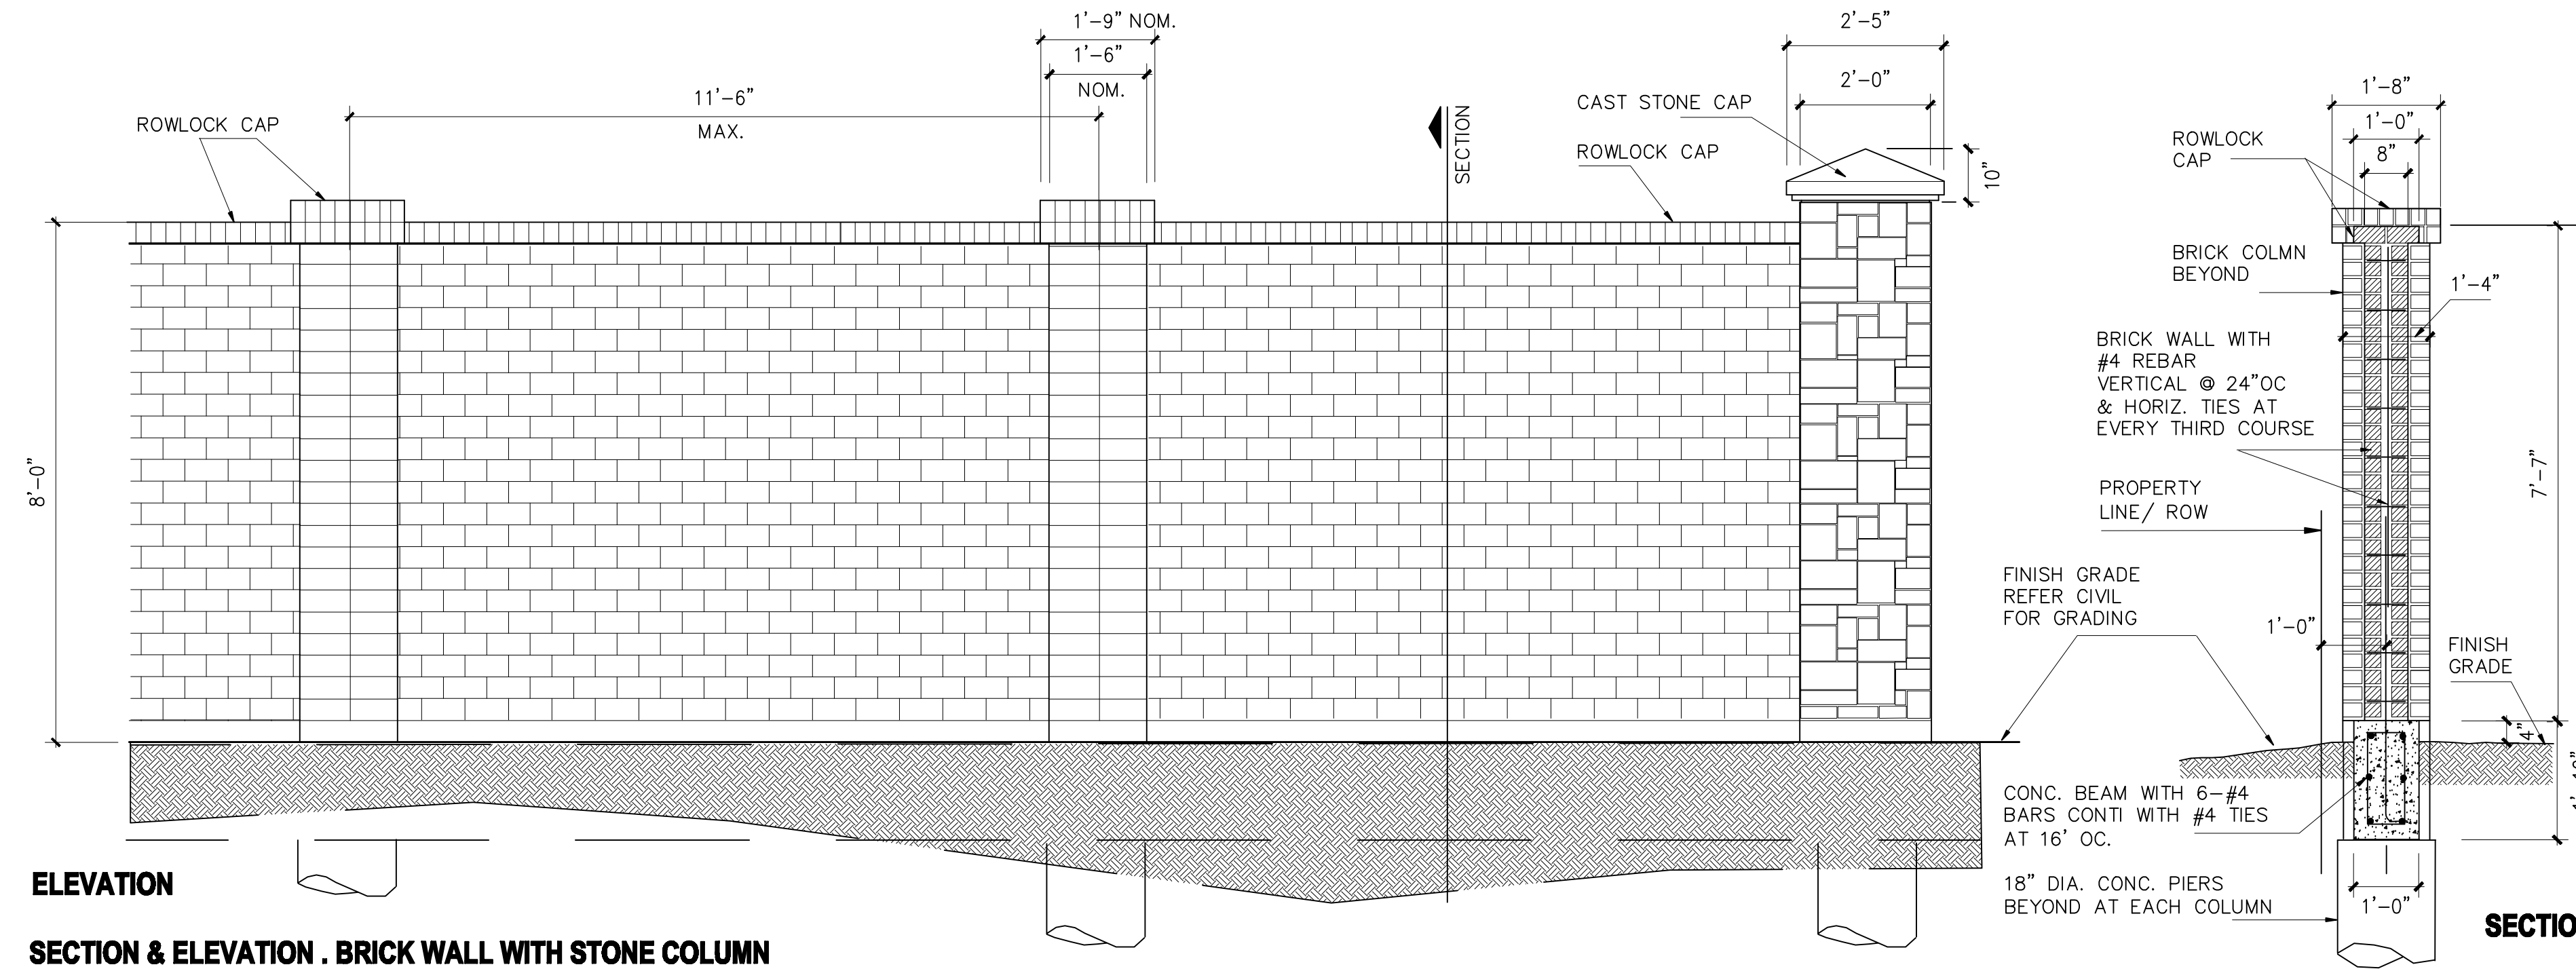 1'-9" NOM.
1'-6"
NOM.
11'-6"
MAX.
ROWLOCK CAP
SECTION
2'-5"
2'-0"
CAST STONE CAP
ROWLOCK CAP
10"
8'-0"
1'-8"
1'-0"
8"
ROWLOCK
CAP
BRICK COLMN
BEYOND
1'-4"
BRICK WALL WITH
#4 REBAR
VERTICAL @ 24"OC
& HORIZ. TIES AT
EVERY THIRD COURSE
7'-7"
PROPERTY
LINE/ ROW
FINISH GRADE
REFER CIVIL
FOR GRADING
1'-0"
FINISH
GRADE
4"
CONC. BEAM WITH 6-#4
BARS CONTI WITH #4 TIES
AT 16' OC.
18" DIA. CONC. PIERS
BEYOND AT EACH COLUMN
1'-0"
ELEVATION
SECTION & ELEVATION . BRICK WALL WITH STONE COLUMN
SECTIO